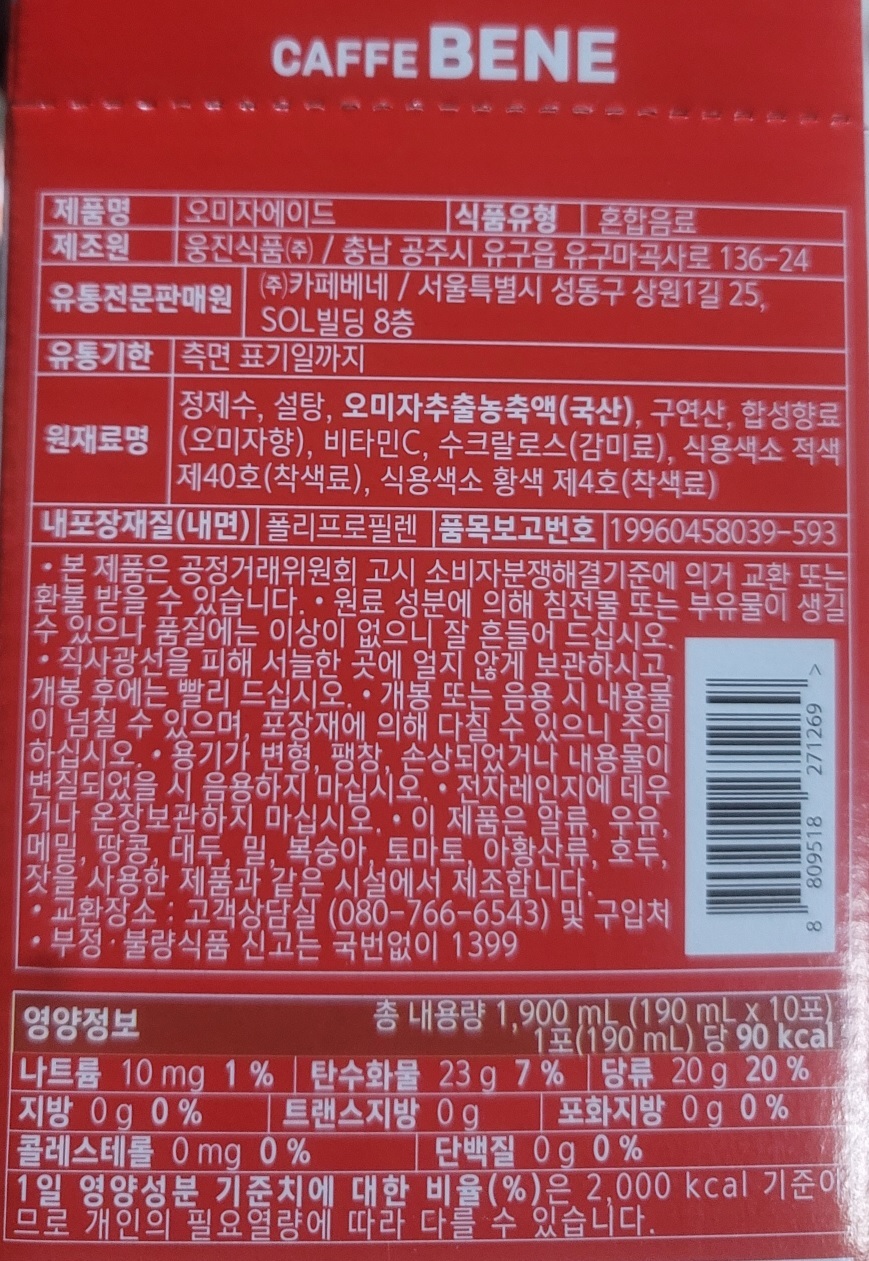 CAFFE BENE
제품명 오미자에이드 식품유형 혼합음료
제조원 웅진식품(주) / 충남 공주시 유구읍 유구마곡사로 136-24
유통전문판매원 (주)카페베네 / 서울특별시 성동구 상원1길 25,
SOL빌딩 8층
유통기한 측면 표기일까지
원재료명 정제수, 설탕, 오미자추출농축액(국산), 구연산, 합성향료
(오미자향), 비타민C, 수크랄로스(감미료), 식용색소 적색
제40호(착색료), 식용색소 황색 제4호(착색료)
내포장재질(내면) 폴리프로필렌 품목보고번호 19960458039-593
• 본 제품은 공정거래위원회 고시 소비자분쟁해결기준에 의거 교환 또는
환불 받을 수 있습니다. • 원료 성분에 의해 침전물 또는 부유물이 생길
수 있으나 품질에는 이상이 없으니 잘 흔들어 드십시오.
• 직사광선을 피해 서늘한 곳에 얼지 않게 보관하시고,
개봉 후에는 빨리 드십시오. • 개봉 또는 음용 시 내용물
이 넘칠 수 있으며, 포장재에 의해 다칠 수 있으니 주의
하십시오. • 용기가 변형, 팽창, 손상되었거나 내용물이
변질되었을 시 음용하지 마십시오. • 전자레인지에 데우
거나 온장보관하지 마십시오. • 이 제품은 알류, 우유,
메밀, 땅콩, 대두, 밀, 복숭아, 토마토, 아황산류, 호두,
잣을 사용한 제품과 같은 시설에서 제조합니다.
• 교환장소 : 고객상담실 (080-766-6543) 및 구입처
• 부정·불량식품 신고는 국번없이 1399
8 809518 271269 >
영양정보 총 내용량 1,900 mL (190 mL x 10포)
1포(190 mL) 당 90 kcal
나트륨 10 mg 1 % 탄수화물 23 g 7 % 당류 20 g 20 %
지방 0 g 0 % 트랜스지방 0 g 포화지방 0 g 0 %
콜레스테롤 0 mg 0 % 단백질 0 g 0 %
1일 영양성분 기준치에 대한 비율(%)은 2,000 kcal 기준이
므로 개인의 필요열량에 따라 다를 수 있습니다.